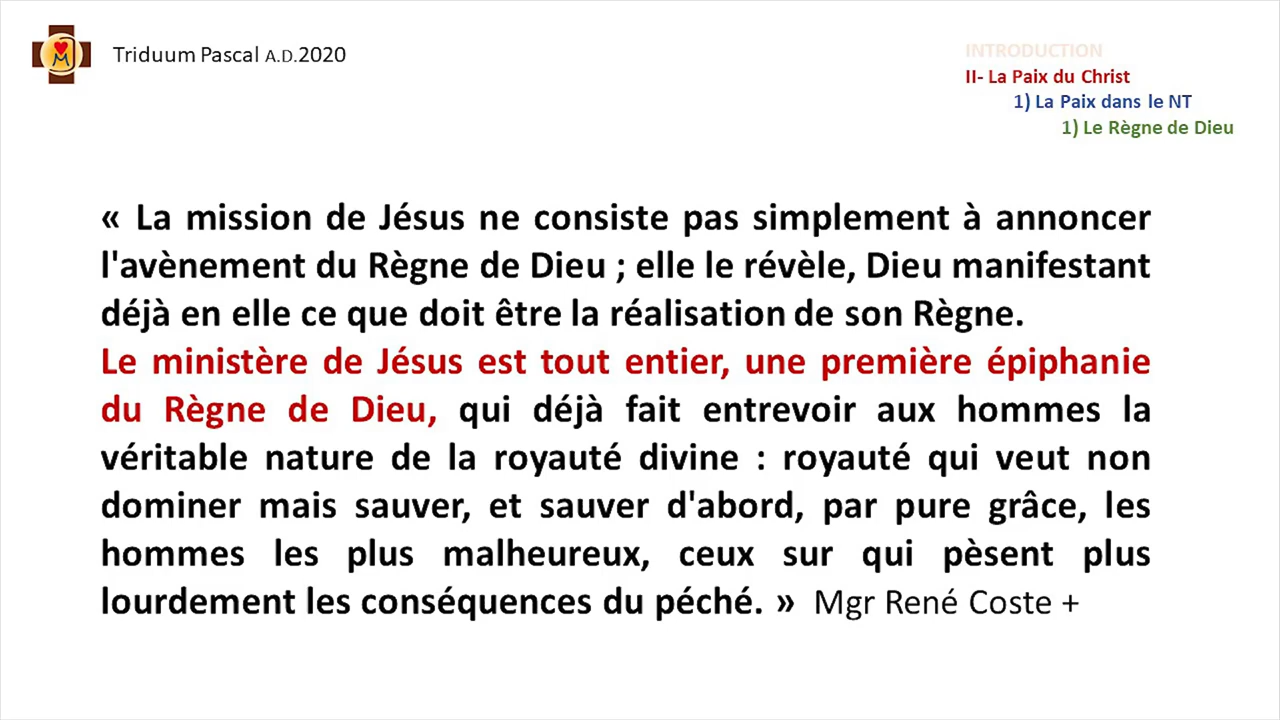 Triduum Pascal A.D.2020
INTRODUCTION
II- La Paix du Christ
1) La Paix dans le NT
1) Le Règne de Dieu
« La mission de Jésus ne consiste pas simplement à annoncer
l'avènement du Règne de Dieu ; elle le révèle, Dieu manifestant
déjà en elle ce que doit être la réalisation de son Règne.
Le ministère de Jésus est tout entier, une première épiphanie
du Règne de Dieu, qui déjà fait entrevoir aux hommes la
véritable nature de la royauté divine : royauté qui veut non
dominer mais sauver, et sauver d'abord, par pure grâce, les
hommes les plus malheureux, ceux sur qui pèsent plus
lourdement les conséquences du péché. » Mgr René Coste +